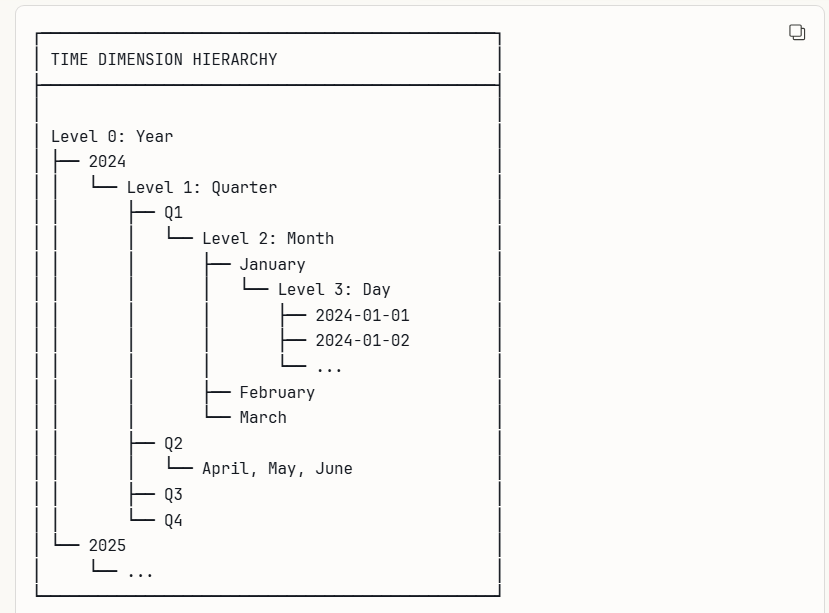 TIME DIMENSION HIERARCHY
Level 0: Year
2024
Level 1: Quarter
Q1
Level 2: Month
January
Level 3: Day
2024-01-01
2024-01-02
...
February
March
Q2
April, May, June
Q3
Q4
2025
...